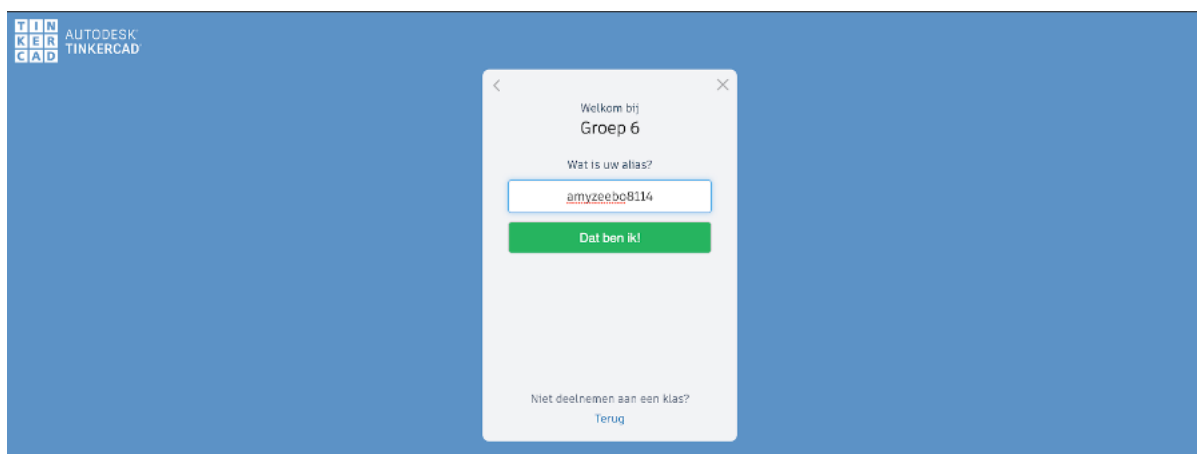 TIN
KER
CAD
AUTODESK®
TINKERCAD®
Welkom bij
Groep 6
Wat is uw alias?
amyzeebo8114
Dat ben ik!
Niet deelnemen aan een klas?
Terug